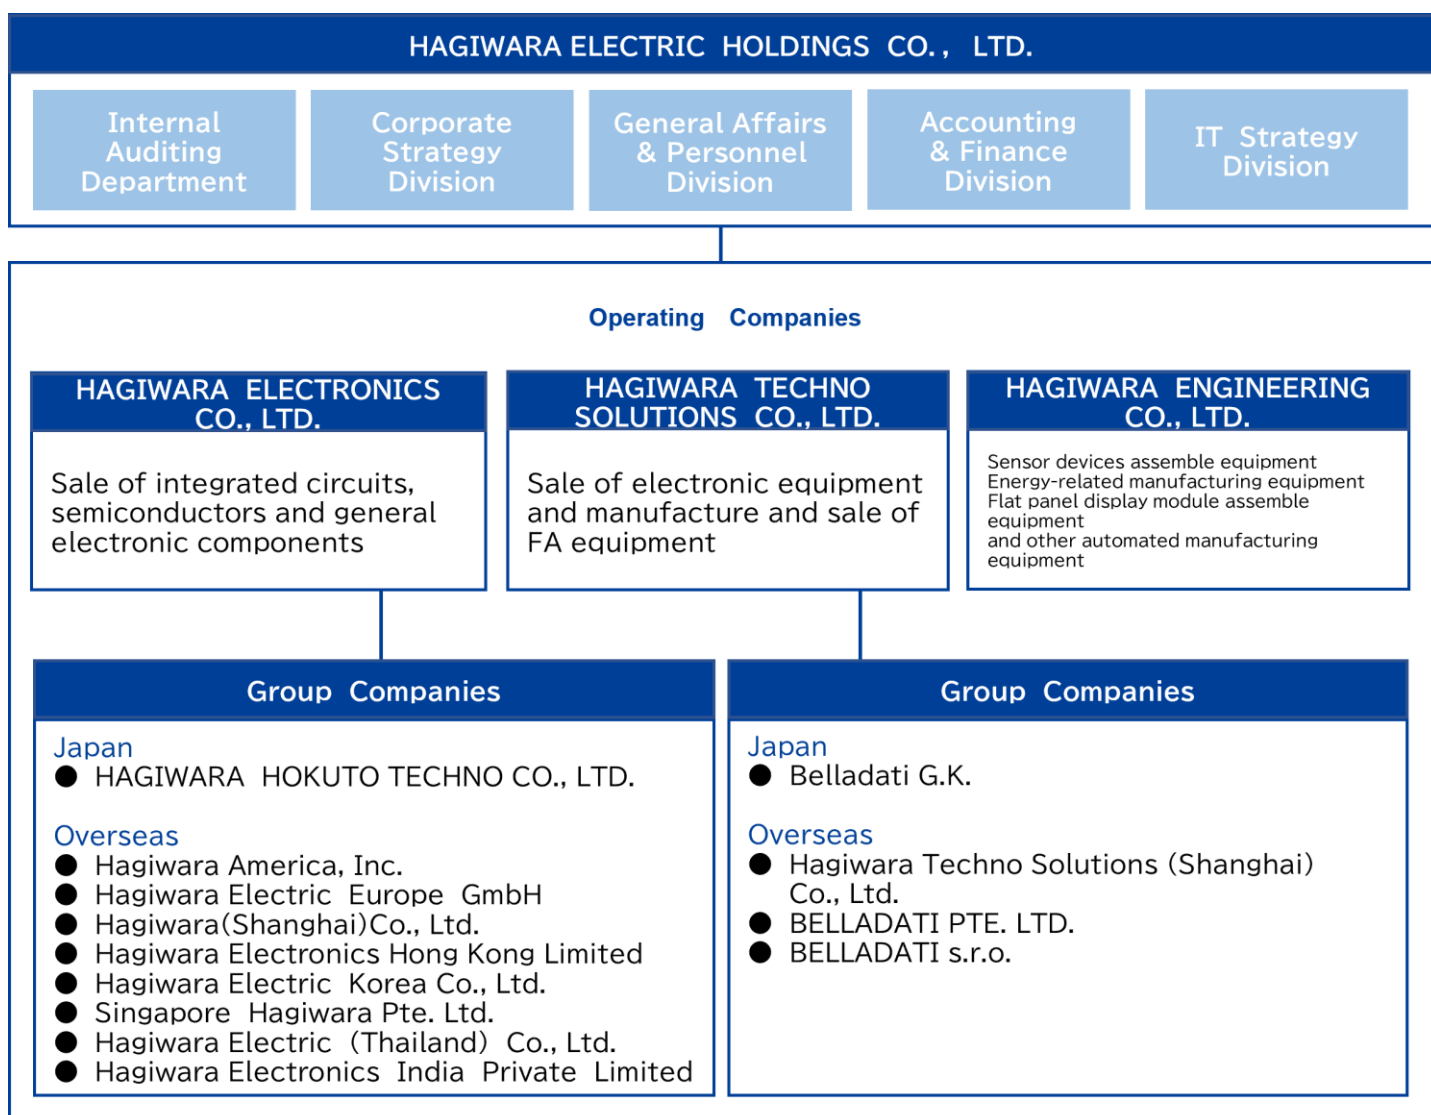 HAGIWARA ELECTRIC HOLDINGS CO., LTD.
Internal
Auditing
Department
Corporate
Strategy
Division
General Affairs
& Personnel
Division
Accounting
& Finance
Division
IT Strategy
Division
Operating Companies
HAGIWARA ELECTRONICS
CO., LTD.
Sale of integrated circuits,
semiconductors and general
electronic components
HAGIWARA TECHNO
SOLUTIONS CO., LTD.
Sale of electronic equipment
and manufacture and sale of
FA equipment
HAGIWARA ENGINEERING
CO., LTD.
Sensor devices assemble equipment
Energy-related manufacturing equipment
Flat panel display module assemble
equipment
and other automated manufacturing
equipment
Group Companies
Japan
● HAGIWARA HOKUTO TECHNO CO., LTD.
Overseas
● Hagiwara America, Inc.
● Hagiwara Electric Europe GmbH
● Hagiwara(Shanghai)Co., Ltd.
● Hagiwara Electronics Hong Kong Limited
● Hagiwara Electric Korea Co., Ltd.
● Singapore Hagiwara Pte. Ltd.
● Hagiwara Electric (Thailand) Co., Ltd.
● Hagiwara Electronics India Private Limited
Group Companies
Japan
● Belladati G.K.
Overseas
● Hagiwara Techno Solutions (Shanghai)
Co., Ltd.
● BELLADATI PTE. LTD.
● BELLADATI s.r.o.